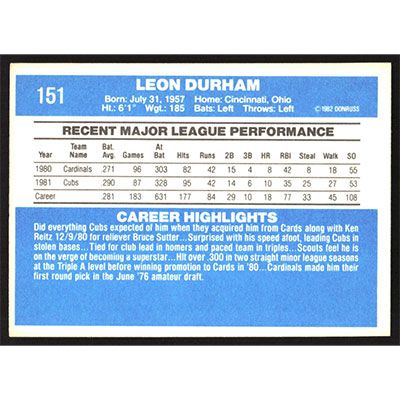 151
LEON DURHAM
Born: July 31, 1957 Home: Cincinnati, Ohio
Ht.: 6'1" Wgt.: 185 Bats: Left Throws: Left
© 1982 DONRUSS
RECENT MAJOR LEAGUE PERFORMANCE
Year Team Name Bat. Avg. Games At Bat Hits Runs 2B 3B HR RBI Steal Walk SO
1980 Cardinals .271 96 303 82 42 15 4 8 42 8 18 55
1981 Cubs .290 87 328 95 42 14 6 10 35 25 27 53
Career .281 183 631 177 84 29 10 18 77 33 45 108
CAREER HIGHLIGHTS
Did everything Cubs expected of him when they acquired him from Cards along with Ken
Reitz 12/9/80 for reliever Bruce Sutter...Surprised with his speed afoot, leading Cubs in
stolen bases...Tied for club lead in homers and paced team in triples...Scouts feel he is
on the verge of becoming a superstar...Hit over .300 in two straight minor league seasons
at the Triple A level before winning promotion to Cards in '80...Cardinals made him their
first round pick in the June '76 amateur draft.